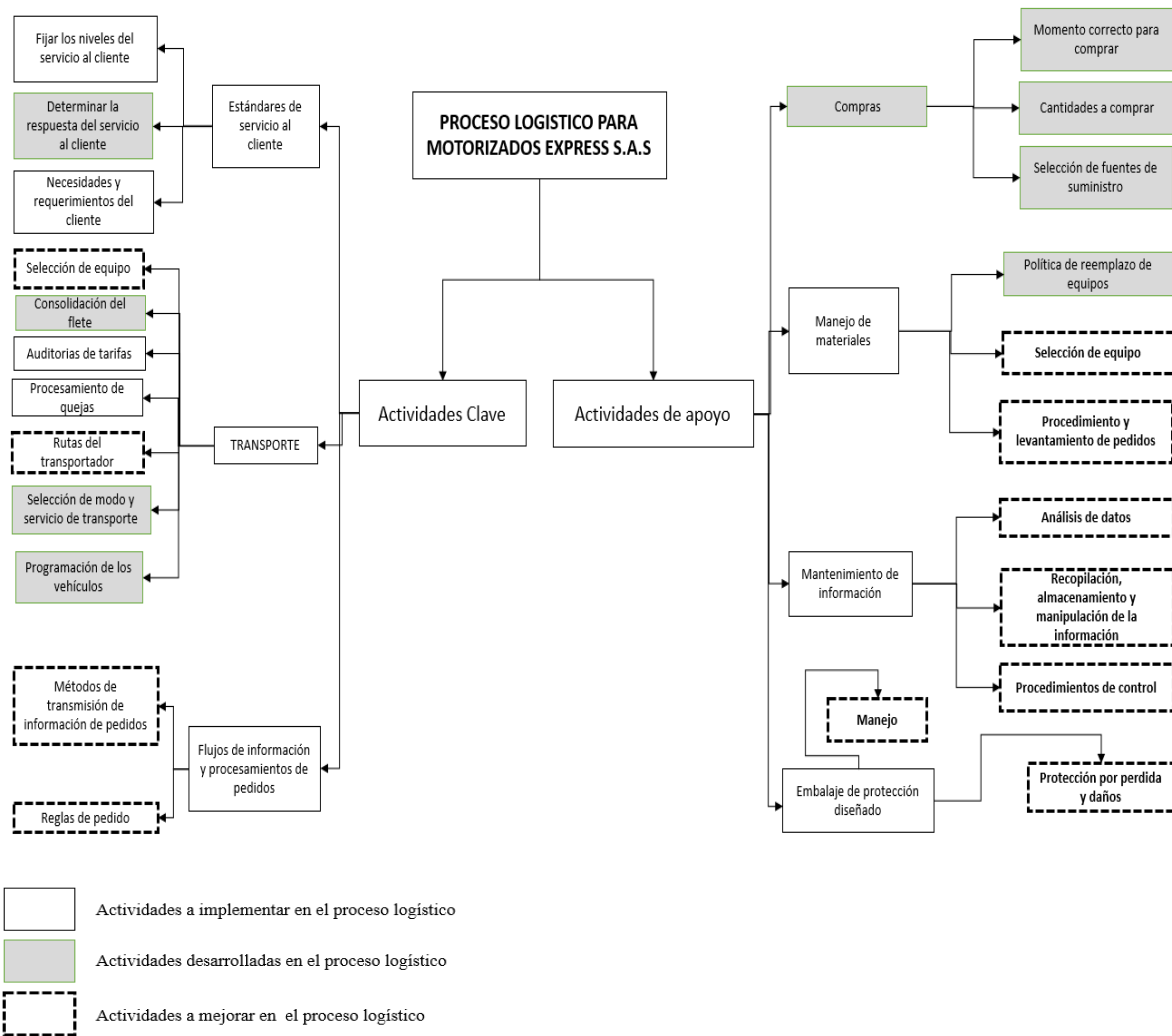 PROCESO LOGISTICO PARA
MOTORIZADOS EXPRESS S.A.S
Actividades Clave
Estándares de
servicio al
cliente
Fijar los niveles del
servicio al cliente
Determinar la
respuesta del servicio
al cliente
Necesidades y
requerimientos del
cliente
TRANSPORTE
Selección de equipo
Consolidación del
flete
Auditorias de tarifas
Procesamiento de
quejas
Rutas del
transportador
Selección de modo y
servicio de transporte
Programación de los
vehículos
Flujos de información
y procesamientos de
pedidos
Métodos de
transmisión de
información de pedidos
Reglas de pedido
Actividades de apoyo
Compras
Momento correcto para
comprar
Cantidades a comprar
Selección de fuentes de
suministro
Manejo de
materiales
Política de reemplazo de
equipos
Selección de equipo
Procedimiento y
levantamiento de pedidos
Mantenimiento de
información
Análisis de datos
Recopilación,
almacenamiento y
manipulación de la
información
Procedimientos de control
Embalaje de protección
diseñado
Manejo
Protección por perdida
y daños
Actividades a implementar en el proceso logístico
Actividades desarrolladas en el proceso logístico
Actividades a mejorar en el proceso logístico